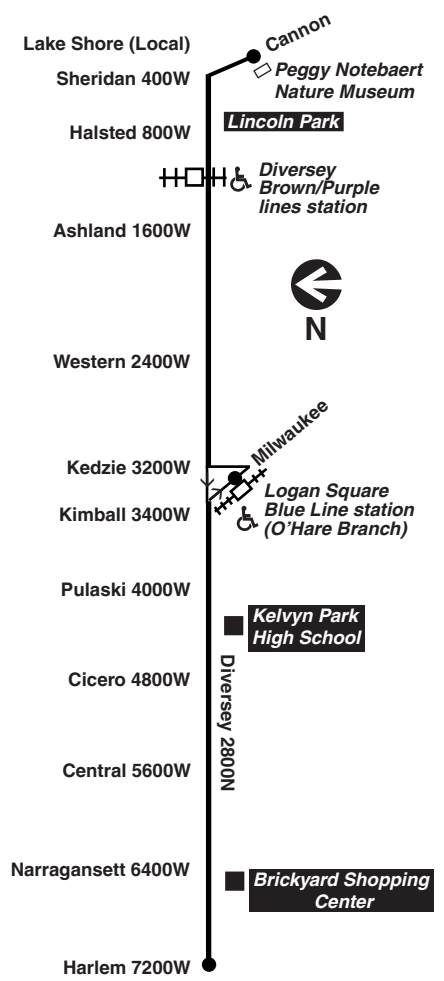 Lake Shore (Local)
Cannon
Sheridan 400W
Peggy Notebaert
Nature Museum
Halsted 800W
Lincoln Park
Diversey
Brown/Purple
lines station
Ashland 1600W
N
Western 2400W
Milwaukee
Kedzie 3200W
Logan Square
Blue Line station
(O'Hare Branch)
Kimball 3400W
Pulaski 4000W
Kelvyn Park
High School
Cicero 4800W
Diversey 2800N
Central 5600W
Narragansett 6400W
Brickyard Shopping
Center
Harlem 7200W